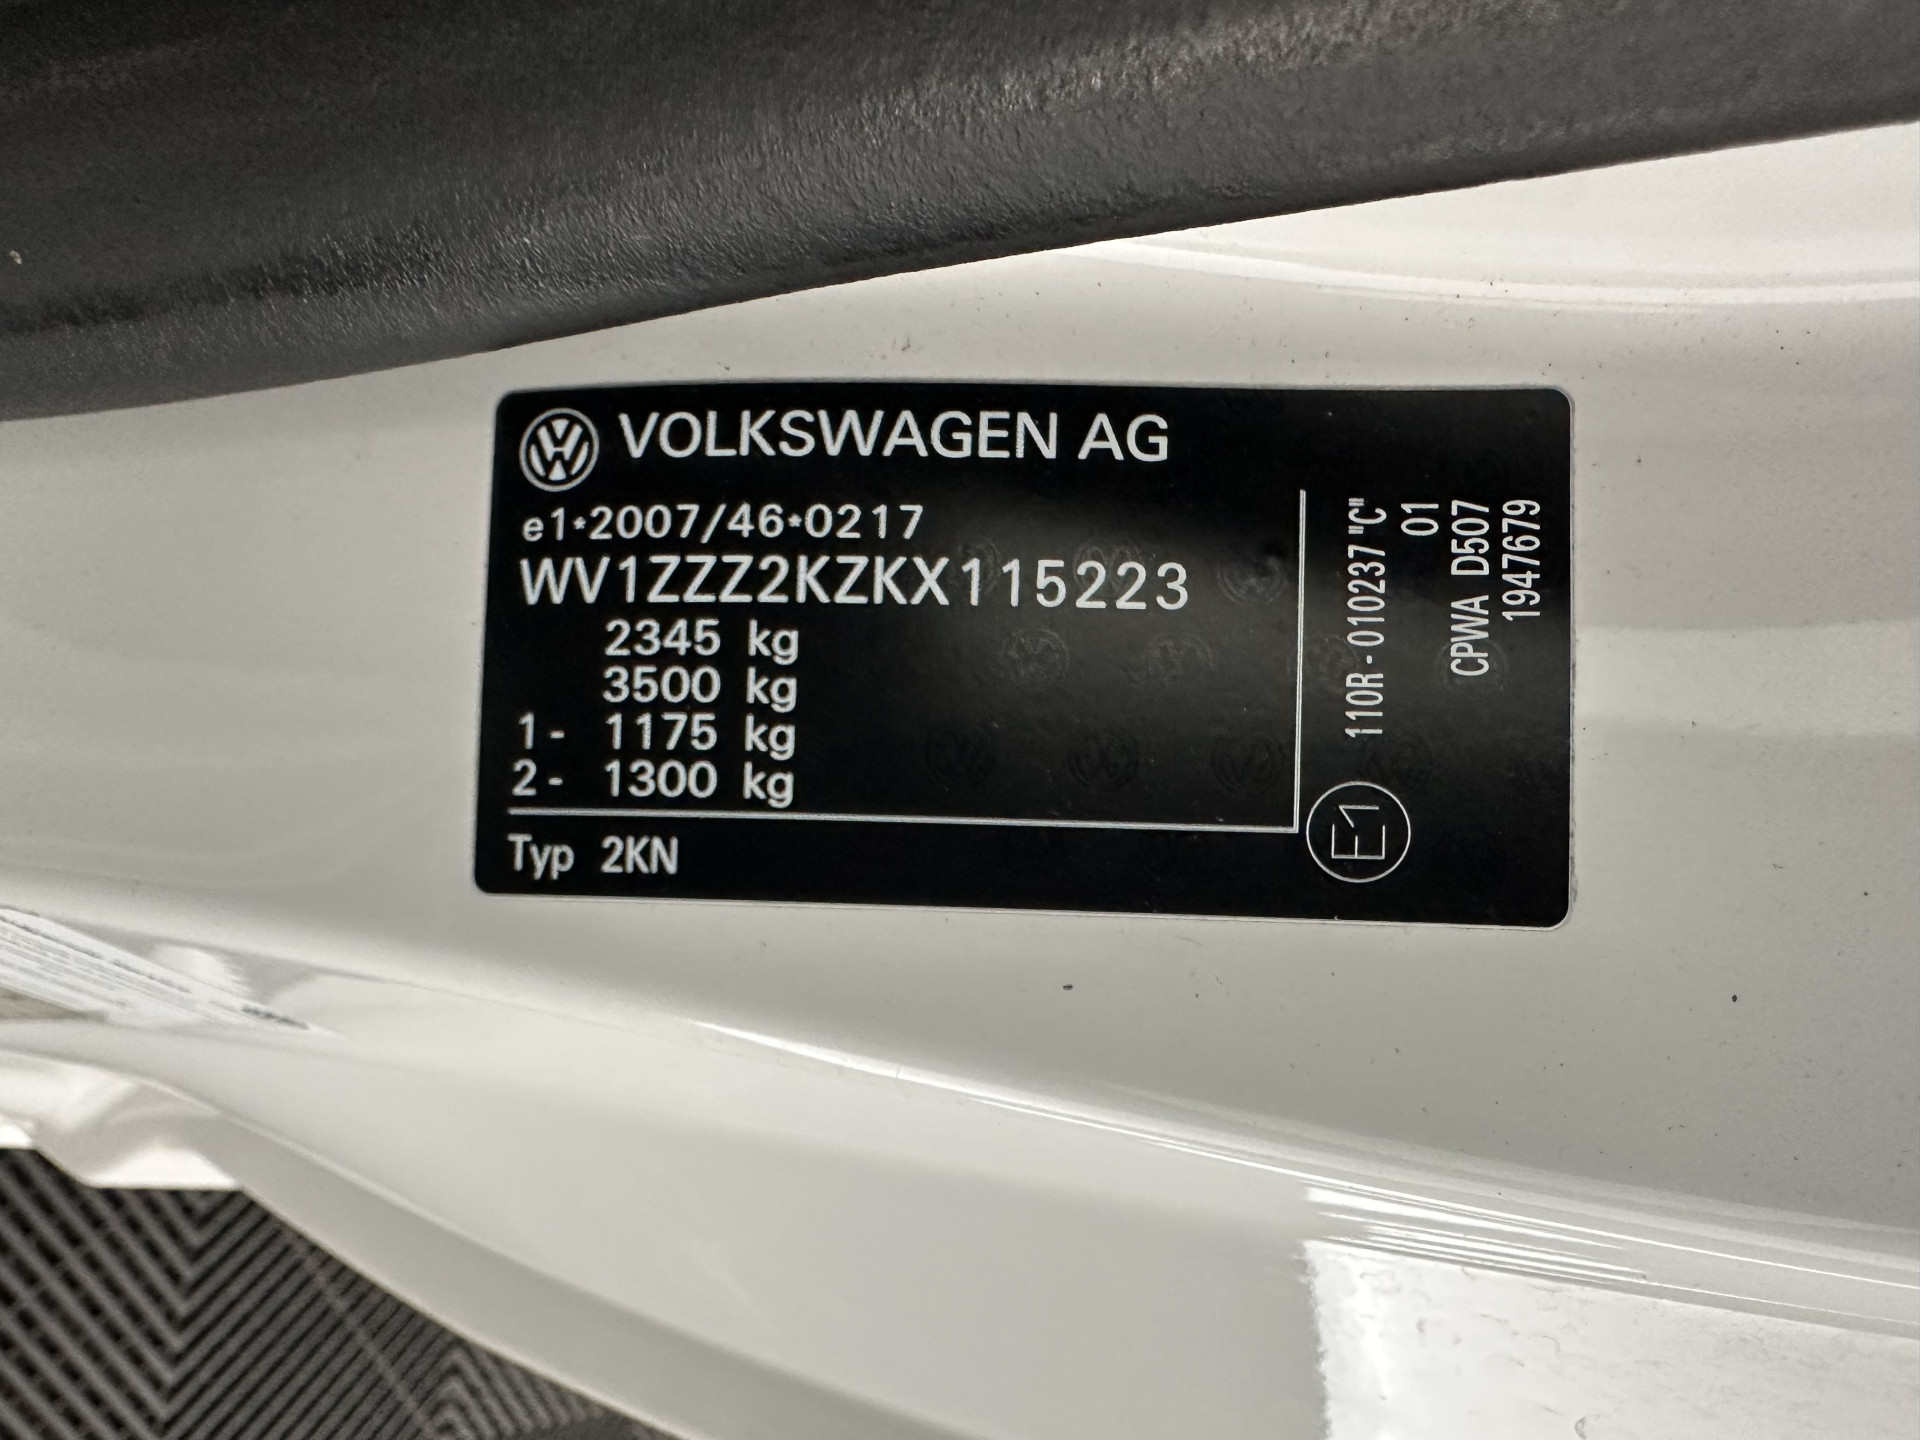 VOLKSWAGEN AG
e1*2007/46*0217
WV1ZZZ2KZKX115223
2345 kg
3500 kg
1- 1175 kg
2- 1300 kg
Typ 2KN
E1 110R-010237"C"
01
CPWA D507
1947679